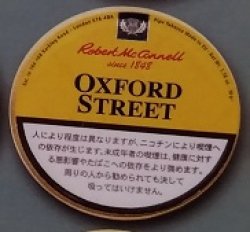 Robert McConnell
since 1848
OXFORD
STREET
人により程度は異なりますが、ニコチンにより喫煙へ
の依存が生じます。未成年者の喫煙は、健康に対す
る悪影響やたばこへの依存をより強めます。
周りの人から勧められても決して
吸ってはいけません。